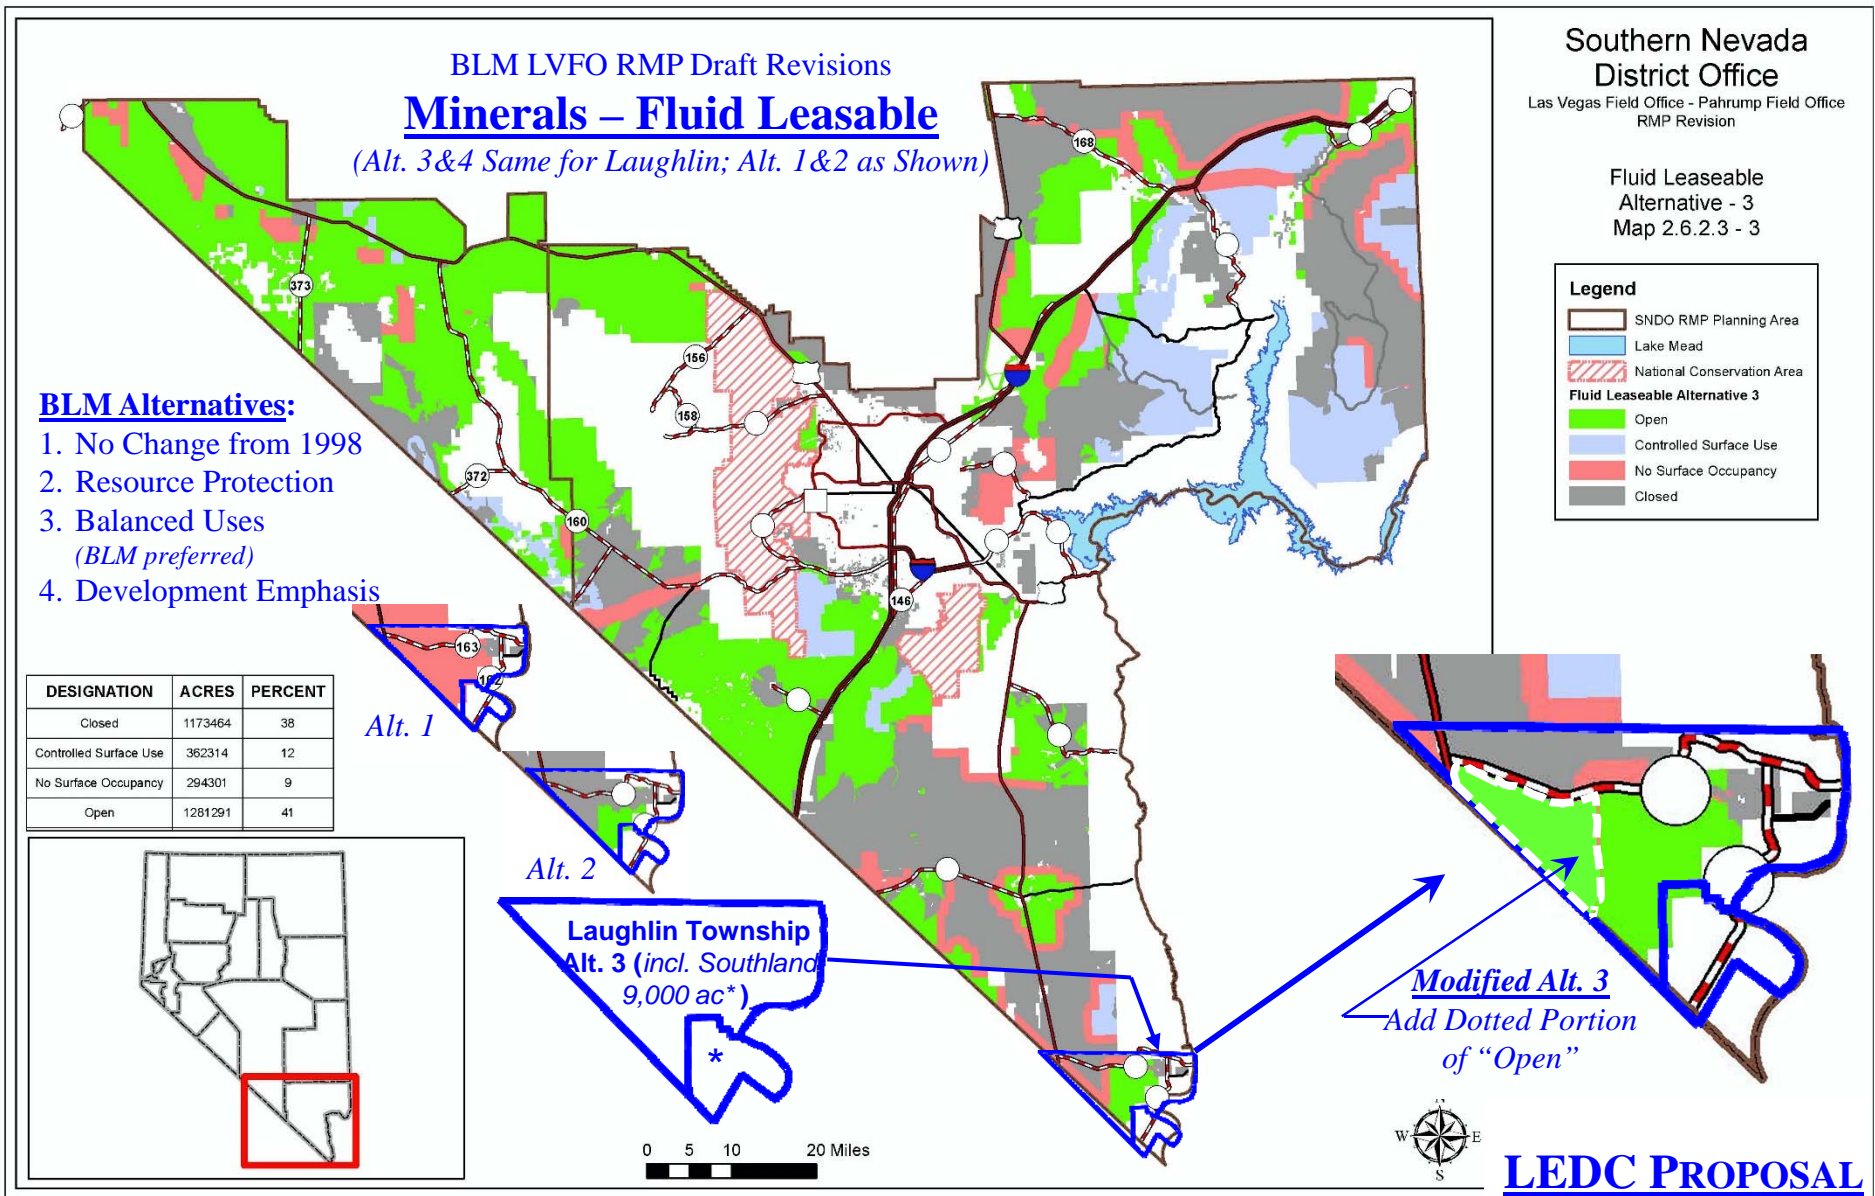 BLM LVFO RMP Draft Revisions
Minerals – Fluid Leasable
(Alt. 3&4 Same for Laughlin; Alt. 1&2 as Shown)
Southern Nevada
District Office
Las Vegas Field Office - Pahrump Field Office
RMP Revision
Fluid Leaseable
Alternative - 3
Map 2.6.2.3 - 3
Legend
SNDO RMP Planning Area
Lake Mead
National Conservation Area
Fluid Leaseable Alternative 3
Open
Controlled Surface Use
No Surface Occupancy
Closed
168
373
156
158
372
160
146
BLM Alternatives:
1. No Change from 1998
2. Resource Protection
3. Balanced Uses
(BLM preferred)
4. Development Emphasis
163
Alt. 1
Alt. 2
DESIGNATION ACRES PERCENT
Closed 1173464 38
Controlled Surface Use 362314 12
No Surface Occupancy 294301 9
Open 1281291 41
Laughlin Township
Alt. 3 (incl. Southland
9,000 ac*)
*
Modified Alt. 3
Add Dotted Portion
of “Open”
0 5 10 20 Miles
N
W E
S
LEDC PROPOSAL